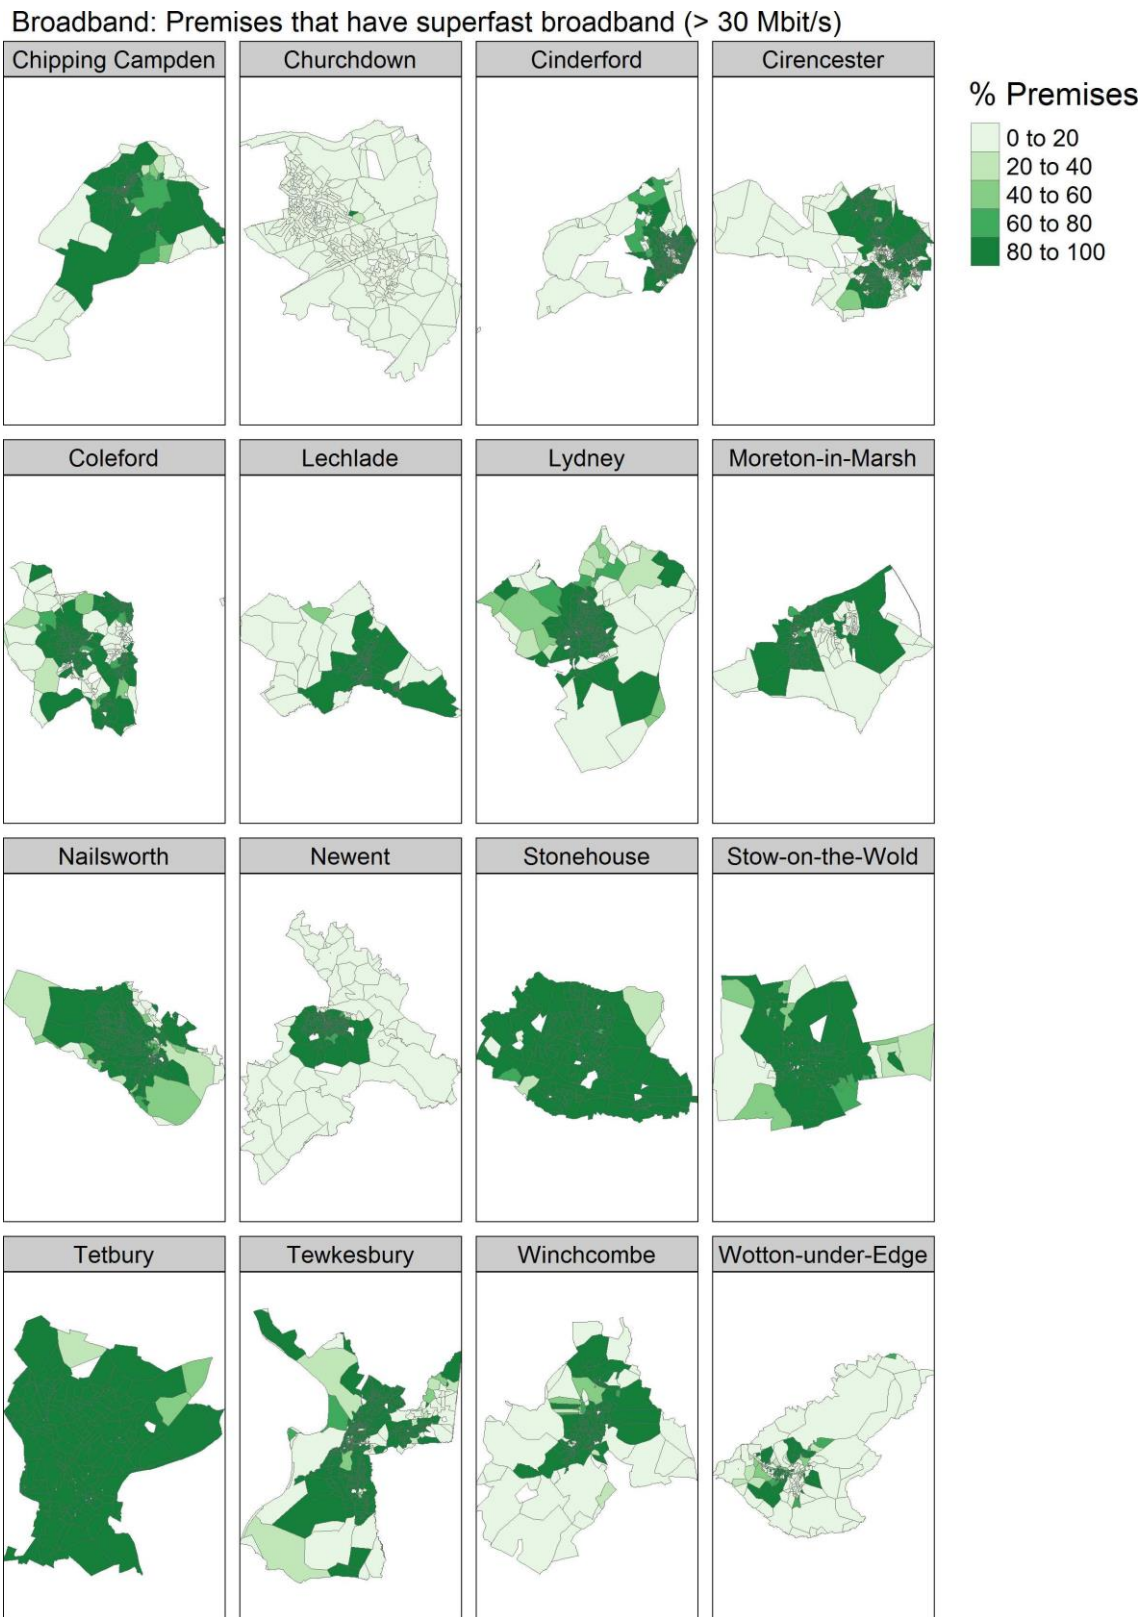 Broadband: Premises that have superfast broadband (> 30 Mbit/s)
Chipping Campden
Churchdown
Cinderford
Cirencester
% Premises
0 to 20
20 to 40
40 to 60
60 to 80
80 to 100
Coleford
Lechlade
Lydney
Moreton-in-Marsh
Nailsworth
Newent
Stonehouse
Stow-on-the-Wold
Tetbury
Tewkesbury
Winchcombe
Wotton-under-Edge